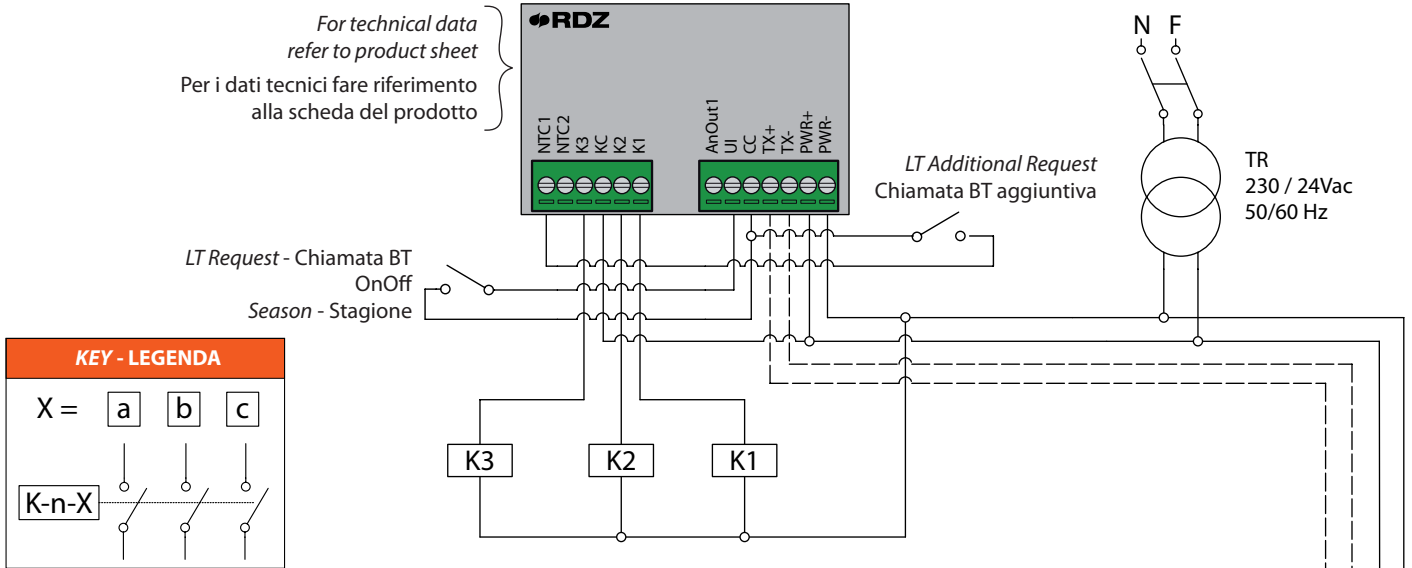 For technical data
refer to product sheet
Per i dati tecnici fare riferimento
alla scheda del prodotto
RDZ
NTC1
NTC2
K3
KC
K2
K1
AnOut1
UI
CC
TX+
TX-
PWR+
PWR-
N F
LT Additional Request
Chiamata BT aggiuntiva
TR
230 / 24Vac
50/60 Hz
LT Request - Chiamata BT
OnOff
Season - Stagione
KEY - LEGENDA
X = a b c
K-n-X
K3
K2
K1